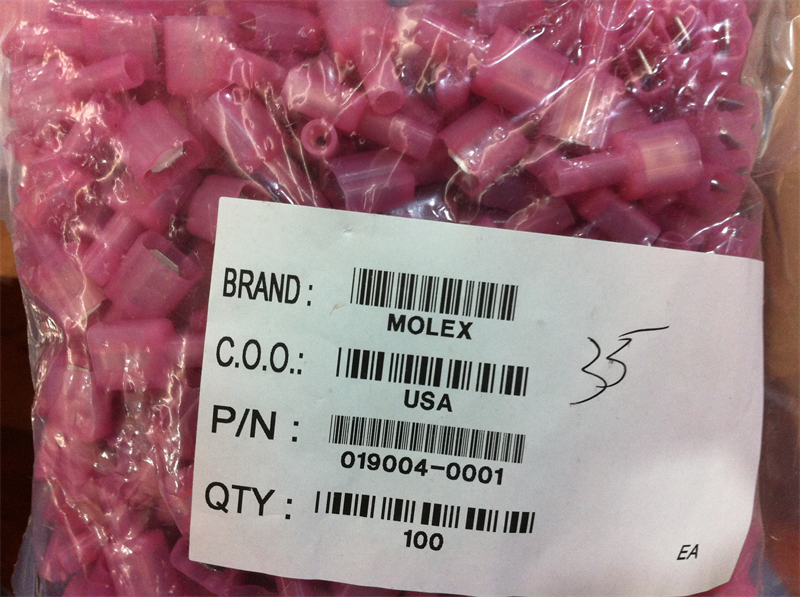 BRAND :
MOLEX
C.O.O.:
USA
P/N :
019004-0001
QTY :
100
35
EA